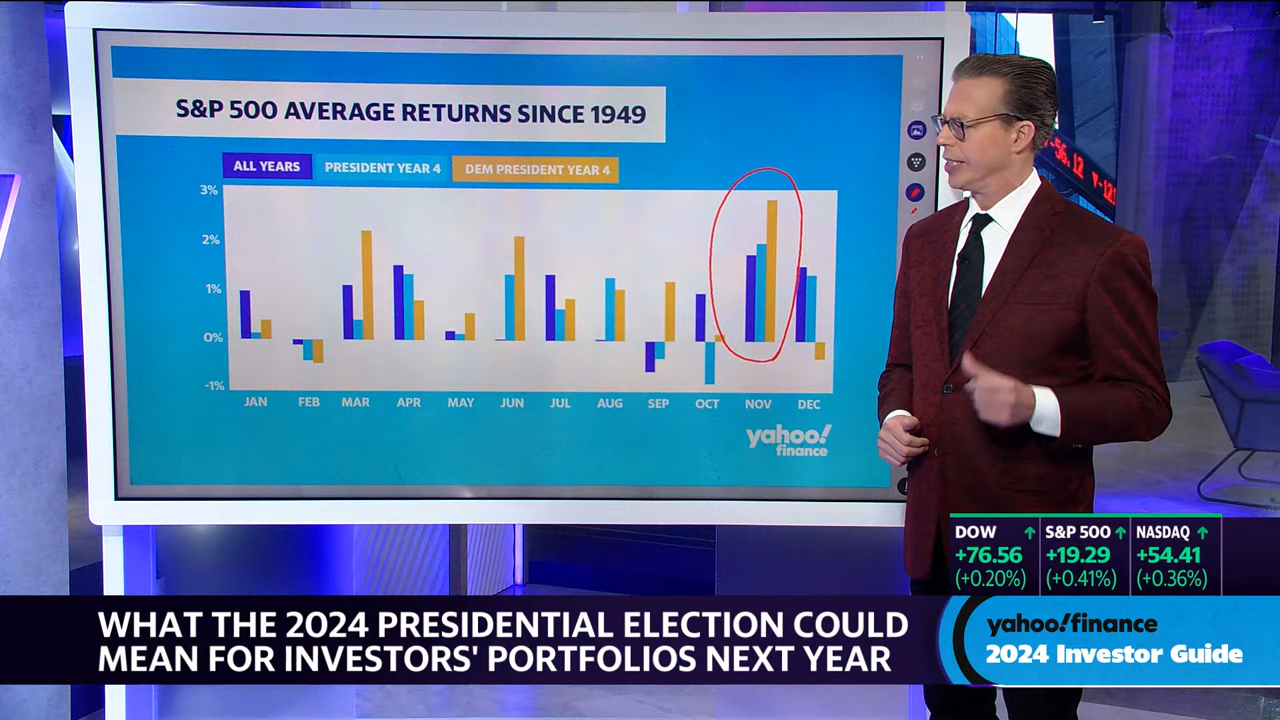 S&P 500 AVERAGE RETURNS SINCE 1949
ALL YEARS PRESIDENT YEAR 4 DEM PRESIDENT YEAR 4
3%
2%
1%
0%
-1%
JAN FEB MAR APR MAY JUN JUL AUG SEP OCT NOV DEC
yahoo!
finance
-56.12 ▼-12
DOW ↑ S&P 500 ↑ NASDAQ ↑
+76.56 +19.29 +54.41
(+0.20%) (+0.41%) (+0.36%)
WHAT THE 2024 PRESIDENTIAL ELECTION COULD
MEAN FOR INVESTORS' PORTFOLIOS NEXT YEAR
yahoo!finance
2024 Investor Guide